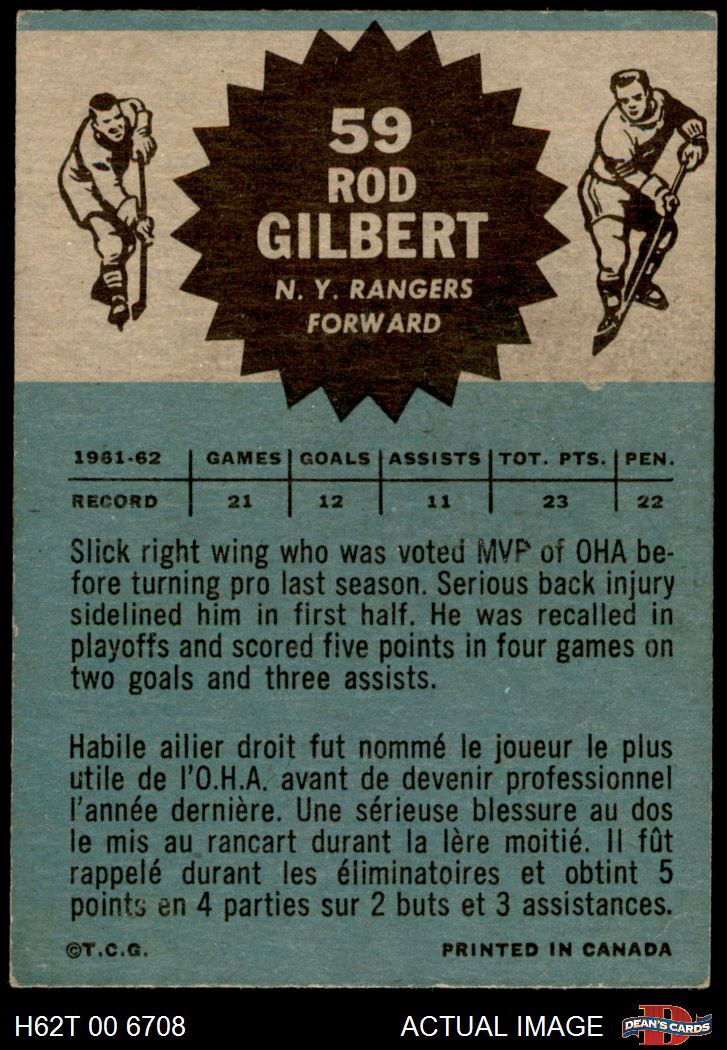 59
ROD
GILBERT
N. Y. RANGERS
FORWARD
1961-62 GAMES GOALS ASSISTS TOT. PTS. PEN.
RECORD 21 12 11 23 22
Slick right wing who was voted MVP of OHA be-
fore turning pro last season. Serious back injury
sidelined him in first half. He was recalled in
playoffs and scored five points in four games on
two goals and three assists.
Habile ailier droit fut nommé le joueur le plus
utile de l'O.H.A. avant de devenir professionnel
l'année dernière. Une sérieuse blessure au dos
le mis au rancart durant la lère moitié. Il fût
rappelé durant les éliminatoires et obtint 5
points en 4 parties sur 2 buts et 3 assistances.
©T.C.G. PRINTED IN CANADA
H62T 00 6708 ACTUAL IMAGE D DEAN'S CARDS